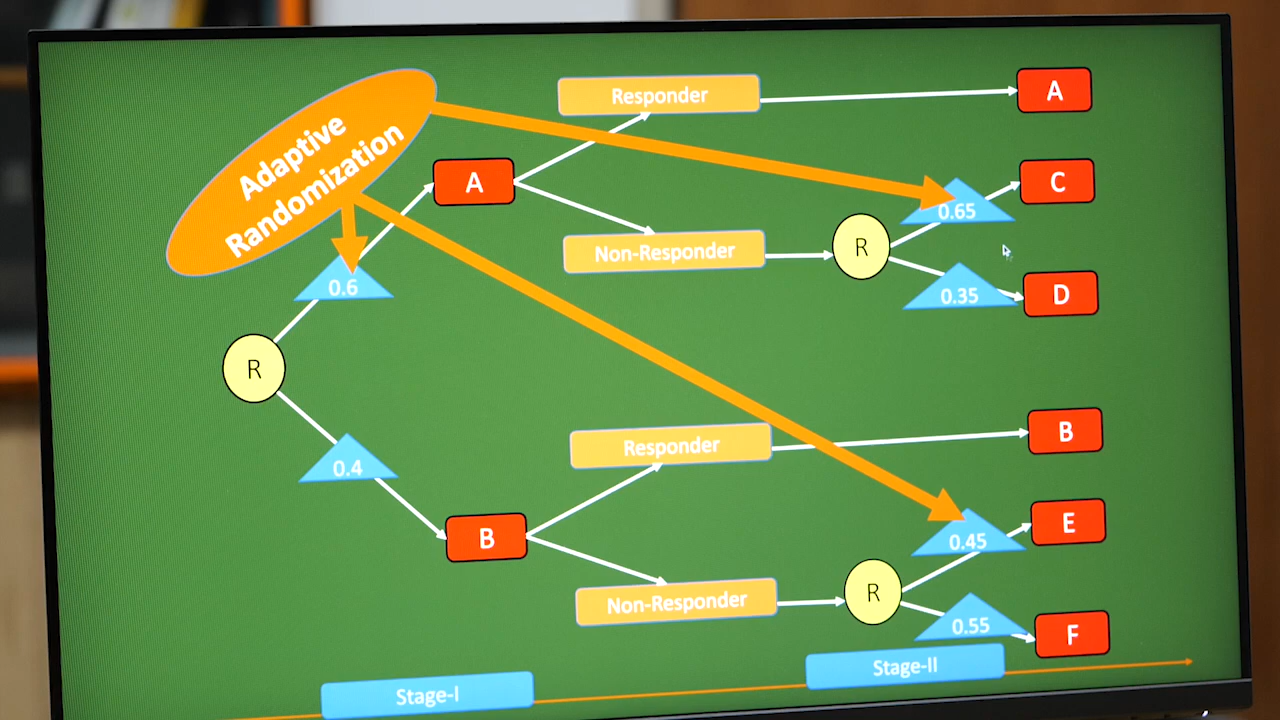 Adaptive
Randomization
Responder
A
A
C
0.65
R
Non-Responder
0.6
0.35
D
R
Responder
B
0.4
B
E
0.45
Non-Responder
R
0.55
F
Stage-I
Stage-II